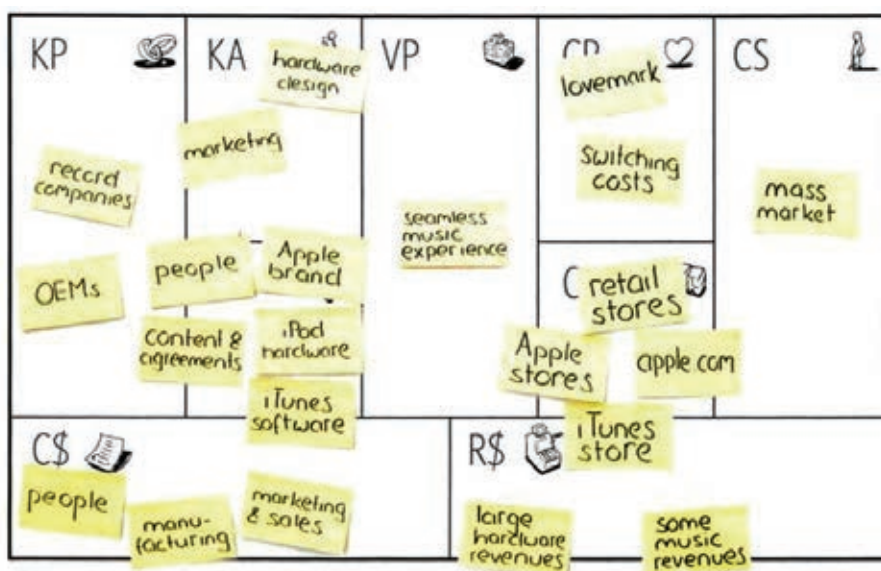 KP
record
companies
OEMs
KA
hardware
design
marketing
people
Apple
brand
content &
agreements
iPod
hardware
iTunes
software
VP
seamless
music
experience
CR
lovemark
switching
costs
C
retail
stores
Apple
stores
apple.com
iTunes
store
CS
mass
market
C$
people
manu-
facturing
marketing
& sales
R$
large
hardware
revenues
some
music
revenues